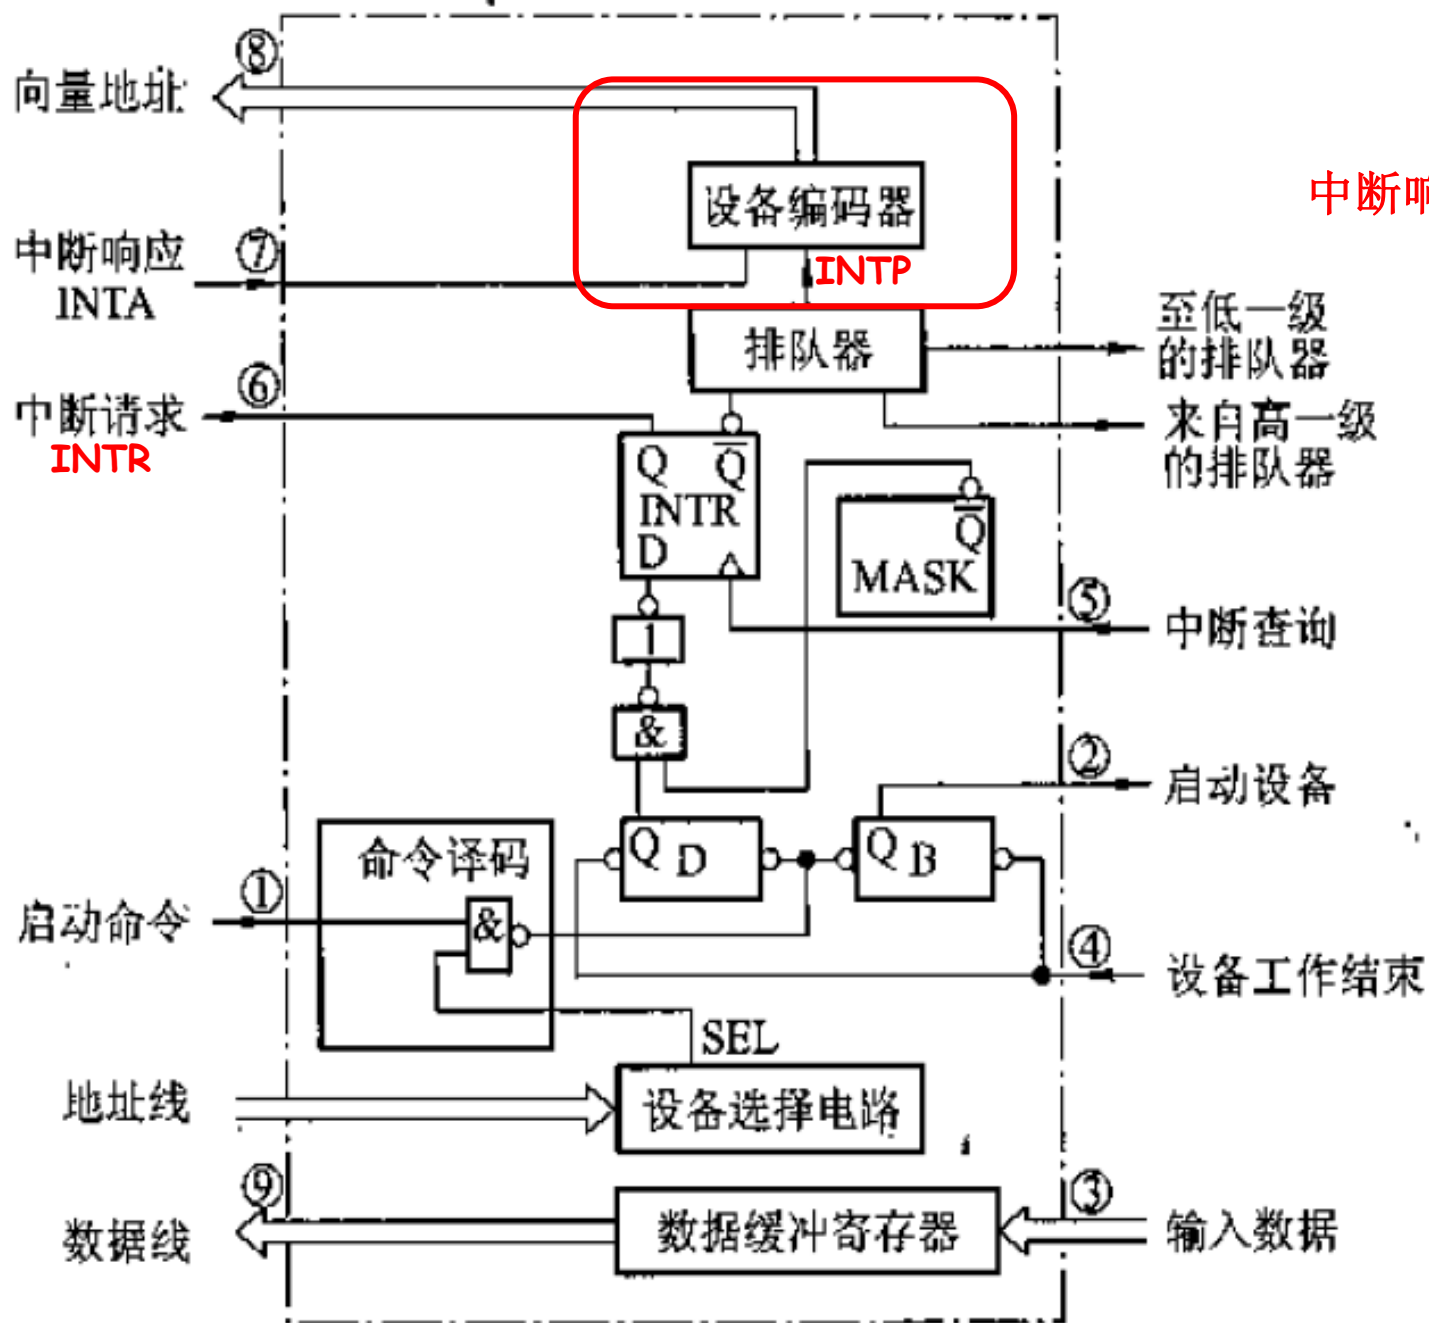 ⑧
向量地址
设备编码器
中断
中断响应
INTA
⑦
INTP
至低一级
的排队器
排队器
⑥
中断请求
INTR
来自高一级
的排队器
Q Q
INTR
D
Q
MASK
⑤
中断查询
1
&
②
启动设备
命令译码
Q D
Q B
①
启动命令
&
④
设备工作结束
SEL
地址线
设备选择电路
⑨
数据线
数据缓冲寄存器
③
输入数据